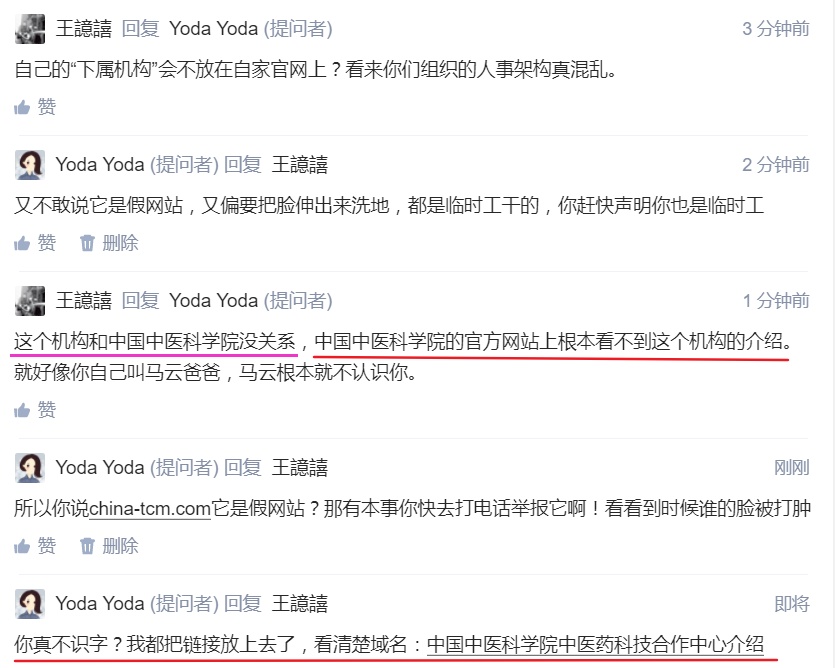 王譩譆 回复 Yoda Yoda (提问者) 3 分钟前
自己的“下属机构”会不放在自家官网上？看来你们组织的人事架构真混乱。
赞
Yoda Yoda (提问者) 回复 王譩譆 2 分钟前
又不敢说它是假网站，又偏要把脸伸出来洗地，都是临时工干的，你赶快声明你也是临时工
赞 删除
王譩譆 回复 Yoda Yoda (提问者) 1 分钟前
这个机构和中国中医科学院没关系，中国中医科学院的官方网站上根本看不到这个机构的介绍。
就好像你自己叫马云爸爸，马云根本就不认识你。
赞
Yoda Yoda (提问者) 回复 王譩譆 刚刚
所以你说china-tcm.com它是假网站？那有本事你快去打电话举报它啊！看看到时候谁的脸被打肿
赞 删除
Yoda Yoda (提问者) 回复 王譩譆 即将
你真不识字？我都把链接放上去了，看清楚域名：中国中医科学院中医药科技合作中心介绍